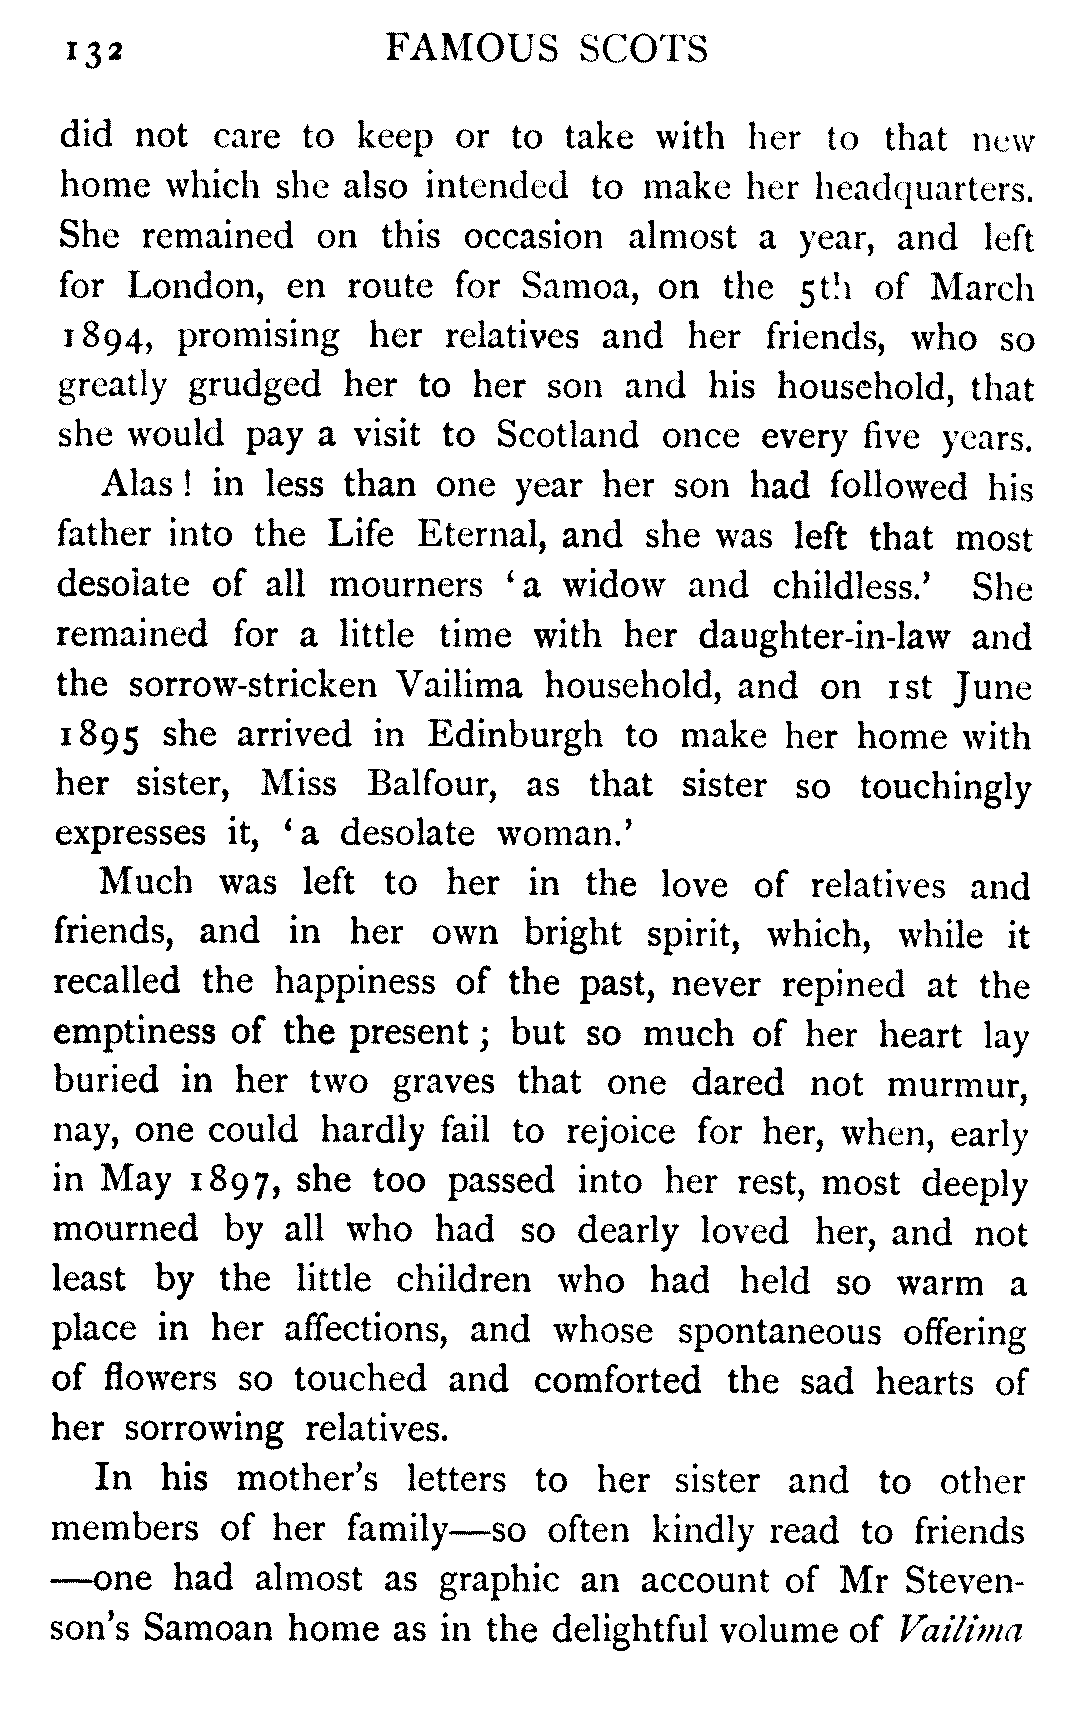 132 FAMOUS SCOTS
did not care to keep or to take with her to that new
home which she also intended to make her headquarters.
She remained on this occasion almost a year, and left
for London, en route for Samoa, on the 5th of March
1894, promising her relatives and her friends, who so
greatly grudged her to her son and his household, that
she would pay a visit to Scotland once every five years.
Alas ! in less than one year her son had followed his
father into the Life Eternal, and she was left that most
desolate of all mourners ‘a widow and childless.’ She
remained for a little time with her daughter-in-law and
the sorrow-stricken Vailima household, and on 1st June
1895 she arrived in Edinburgh to make her home with
her sister, Miss Balfour, as that sister so touchingly
expresses it, ‘a desolate woman.’
Much was left to her in the love of relatives and
friends, and in her own bright spirit, which, while it
recalled the happiness of the past, never repined at the
emptiness of the present ; but so much of her heart lay
buried in her two graves that one dared not murmur,
nay, one could hardly fail to rejoice for her, when, early
in May 1897, she too passed into her rest, most deeply
mourned by all who had so dearly loved her, and not
least by the little children who had held so warm a
place in her affections, and whose spontaneous offering
of flowers so touched and comforted the sad hearts of
her sorrowing relatives.
In his mother’s letters to her sister and to other
members of her family—so often kindly read to friends
—one had almost as graphic an account of Mr Steven-
son’s Samoan home as in the delightful volume of Vailima